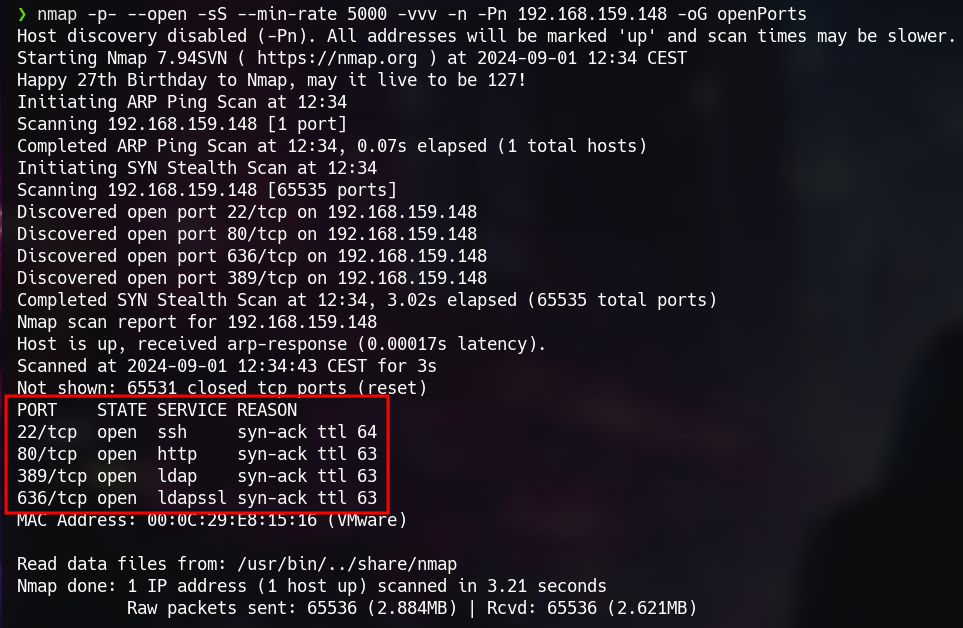 ❯ nmap -p- --open -sS --min-rate 5000 -vvv -n -Pn 192.168.159.148 -oG openPorts
Host discovery disabled (-Pn). All addresses will be marked 'up' and scan times may be slower.
Starting Nmap 7.94SVN ( https://nmap.org ) at 2024-09-01 12:34 CEST
Happy 27th Birthday to Nmap, may it live to be 127!
Initiating ARP Ping Scan at 12:34
Scanning 192.168.159.148 [1 port]
Completed ARP Ping Scan at 12:34, 0.07s elapsed (1 total hosts)
Initiating SYN Stealth Scan at 12:34
Scanning 192.168.159.148 [65535 ports]
Discovered open port 22/tcp on 192.168.159.148
Discovered open port 80/tcp on 192.168.159.148
Discovered open port 636/tcp on 192.168.159.148
Discovered open port 389/tcp on 192.168.159.148
Completed SYN Stealth Scan at 12:34, 3.02s elapsed (65535 total ports)
Nmap scan report for 192.168.159.148
Host is up, received arp-response (0.00017s latency).
Scanned at 2024-09-01 12:34:43 CEST for 3s
Not shown: 65531 closed tcp ports (reset)
PORT    STATE SERVICE REASON
22/tcp  open  ssh     syn-ack ttl 64
80/tcp  open  http    syn-ack ttl 63
389/tcp open  ldap    syn-ack ttl 63
636/tcp open  ldapssl syn-ack ttl 63
MAC Address: 00:0C:29:E8:15:16 (VMware)
Read data files from: /usr/bin/../share/nmap
Nmap done: 1 IP address (1 host up) scanned in 3.21 seconds
           Raw packets sent: 65536 (2.884MB) | Rcvd: 65536 (2.621MB)